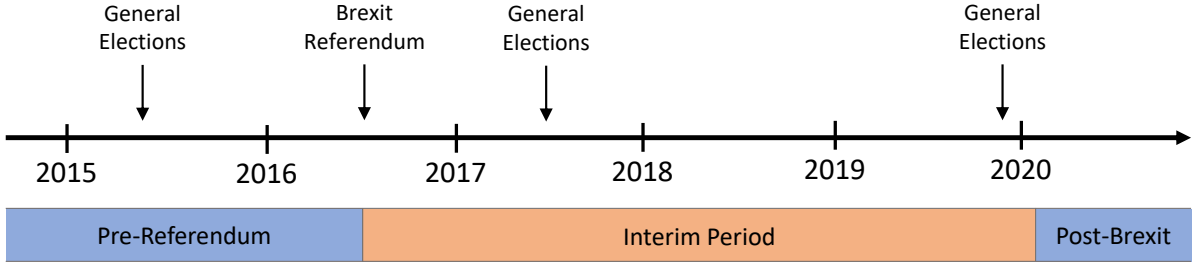 General
Elections
Brexit
Referendum
General
Elections
General
Elections
2015
2016
2017
2018
2019
2020
Pre-Referendum
Interim Period
Post-Brexit